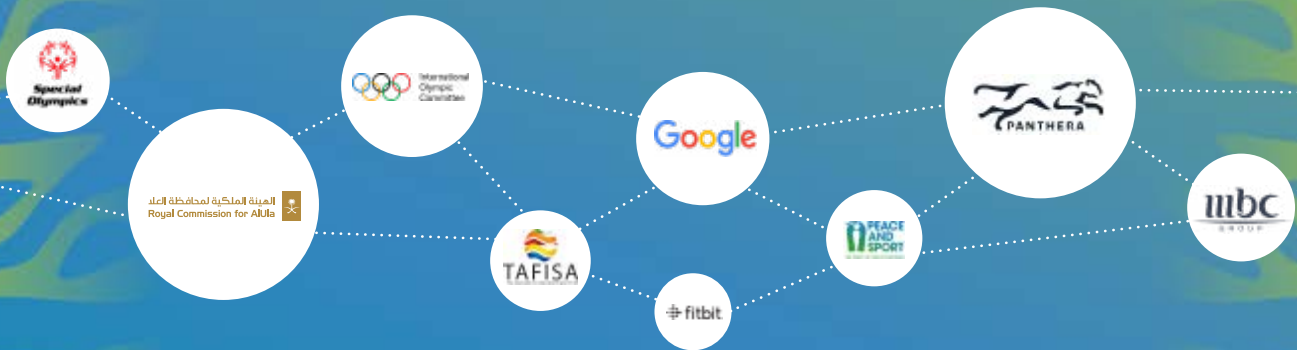 Special
Olympics
الهيئة الملكية لمحافظة العلا
Royal Commission for AlUla
International
Olympic
Committee
Google
PANTHERA
TAFISA
fitbit
PEACE
AND
SPORT
mbc
GROUP